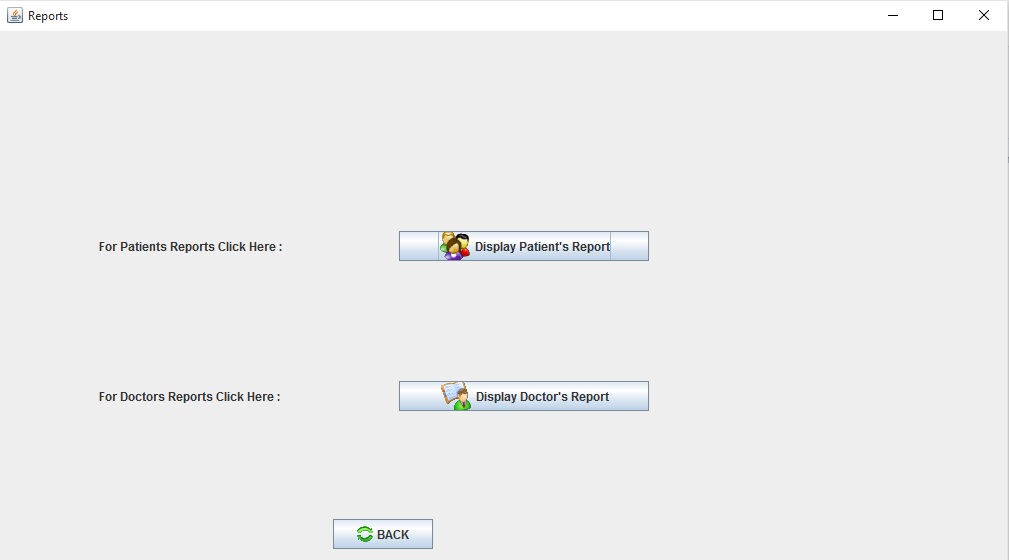 Reports
For Patients Reports Click Here :
Display Patient's Report
For Doctors Reports Click Here :
Display Doctor's Report
BACK